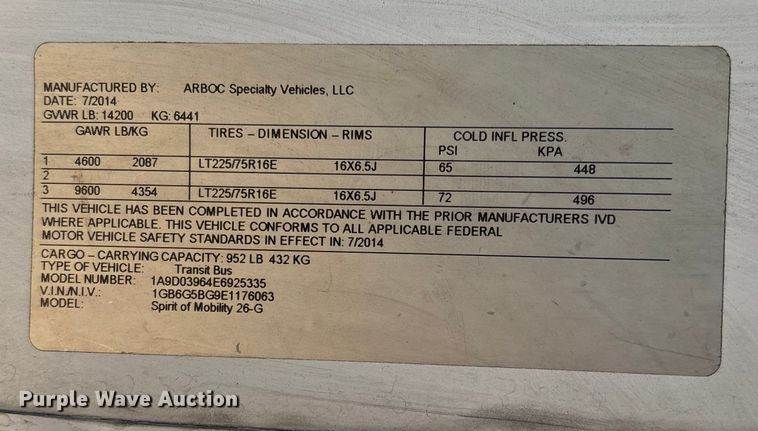 MANUFACTURED BY: ARBOC Specialty Vehicles, LLC
DATE: 7/2014
GVWR LB: 14200 KG: 6441
GAWR LB/KG TIRES – DIMENSION – RIMS COLD INFL PRESS.
PSI KPA
1 4600 2087 LT225/75R16E 16X6.5J 65 448
2
3 9600 4354 LT225/75R16E 16X6.5J 72 496
THIS VEHICLE HAS BEEN COMPLETED IN ACCORDANCE WITH THE PRIOR MANUFACTURERS IVD
WHERE APPLICABLE. THIS VEHICLE CONFORMS TO ALL APPLICABLE FEDERAL
MOTOR VEHICLE SAFETY STANDARDS IN EFFECT IN: 7/2014
CARGO – CARRYING CAPACITY: 952 LB 432 KG
TYPE OF VEHICLE: Transit Bus
MODEL NUMBER: 1A9D03964E6925335
V.I.N./N.I.V.: 1GB6G5BG9E1176063
MODEL: Spirit of Mobility 26-G
Purple Wave Auction